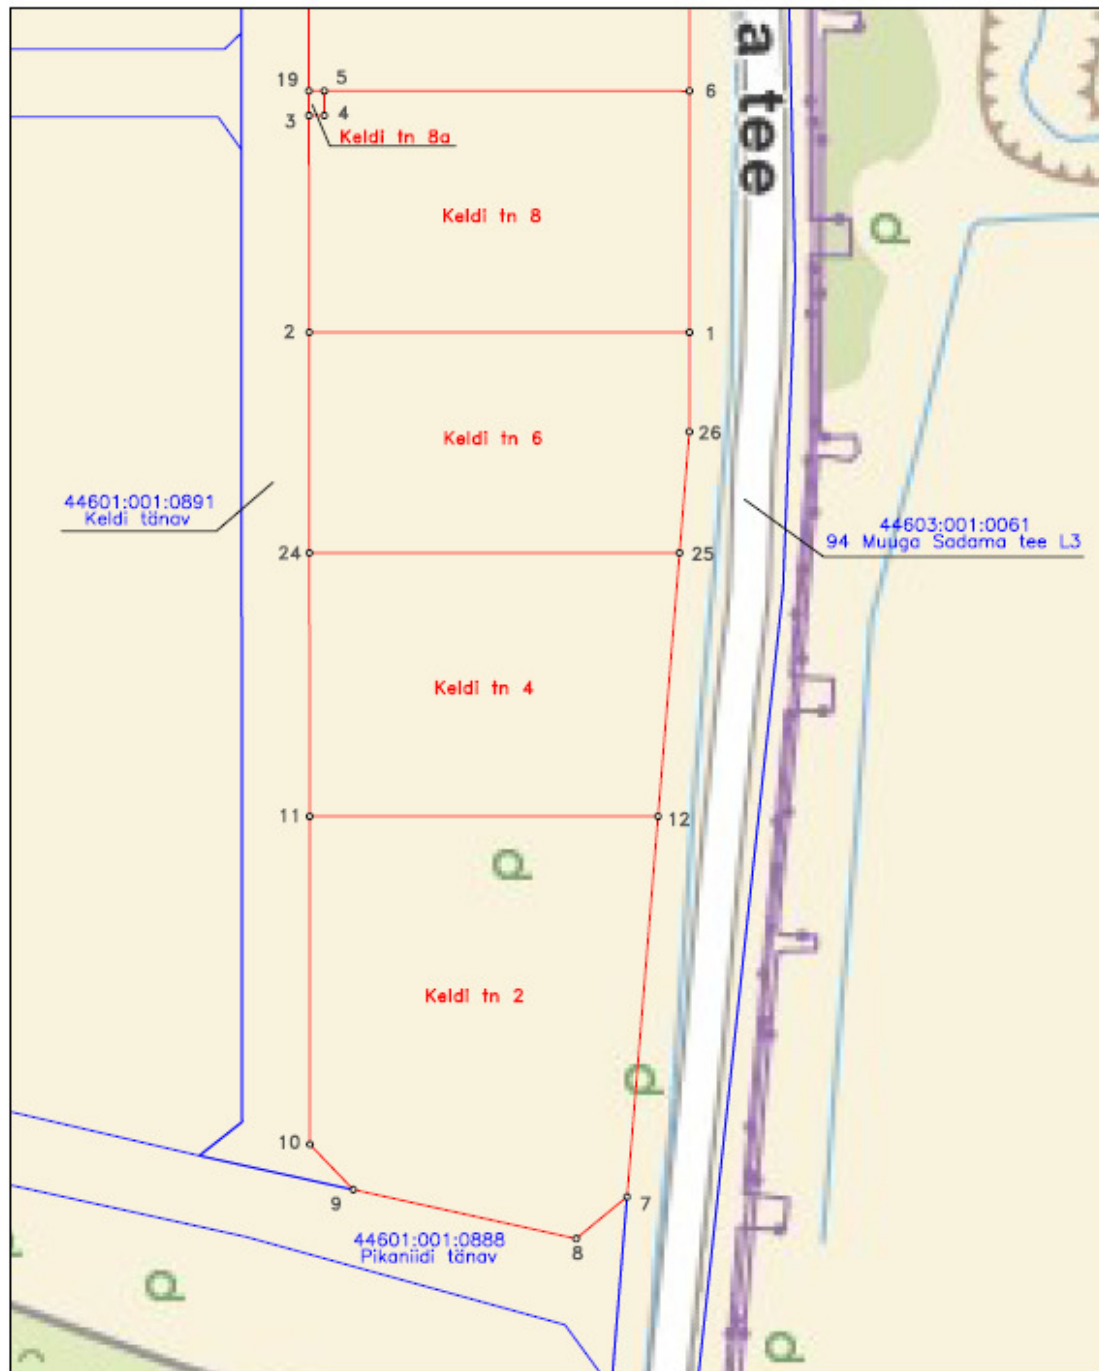 a tee
19
5
6
3
4
Keldi tn 8a
Keldi tn 8
2
1
26
Keldi tn 6
44601:001:0891
Keldi tänav
44603:001:0061
94 Muuga Sadama tee L3
24
25
Keldi tn 4
11
12
Keldi tn 2
10
9
7
8
44601:001:0888
Pikaniidi tänav